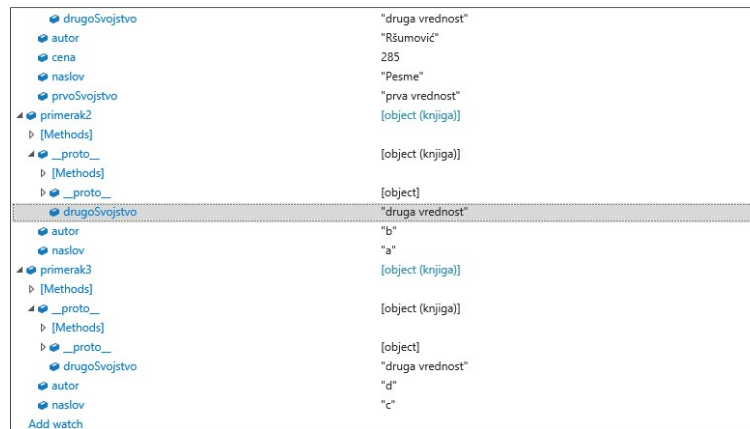 drugoSvojstvo "druga vrednost"
autor "Ršumović"
cena 285
naslov "Pesme"
prvoSvojstvo "prva vrednost"
primerak2 [object (knjiga)]
[Methods]
__proto__ [object (knjiga)]
[Methods]
__proto__ [object]
drugoSvojstvo "druga vrednost"
autor "b"
naslov "a"
primerak3 [object (knjiga)]
[Methods]
__proto__ [object (knjiga)]
[Methods]
__proto__ [object]
drugoSvojstvo "druga vrednost"
autor "d"
naslov "c"
Add watch